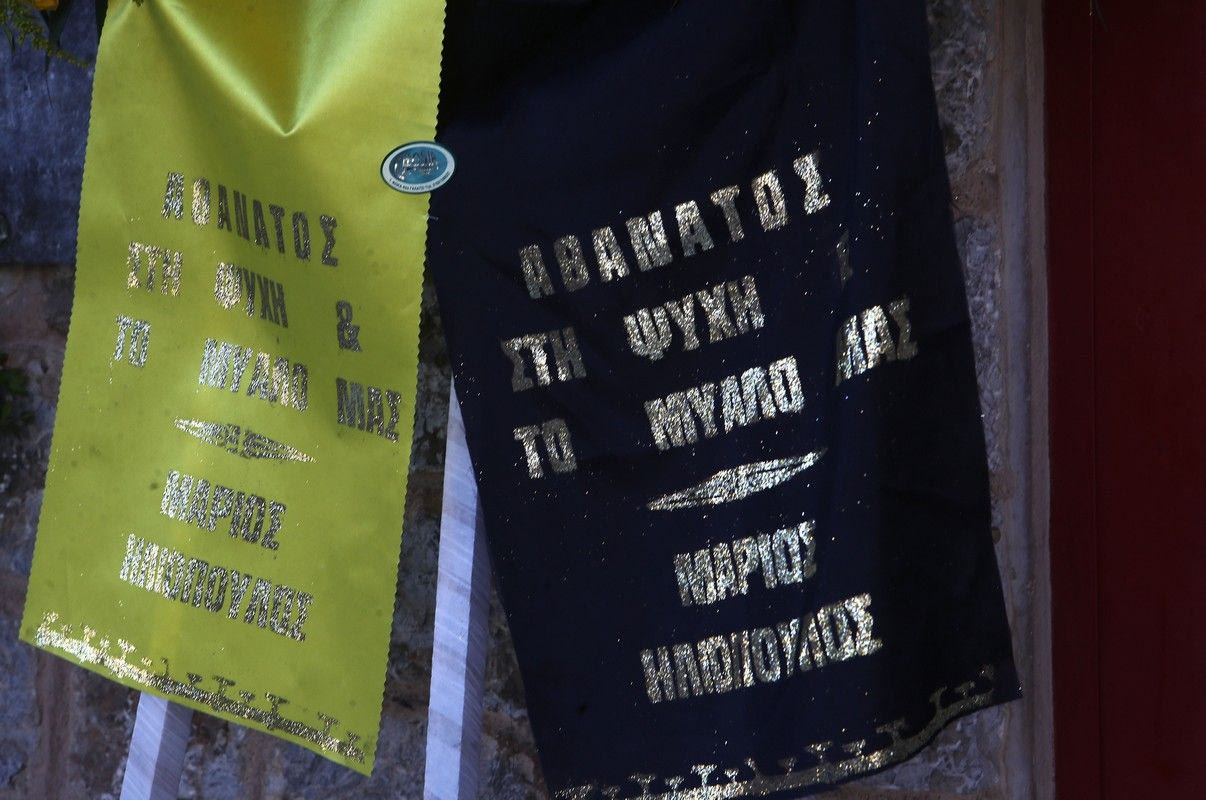 ΑΘΑΝΑΤΟΣ
ΣΤΗ ΨΥΧΗ &
ΤΟ ΜΥΑΛΟ ΜΑΣ
ΜΑΡΙΟΣ
ΗΛΙΟΠΟΥΛΟΣ
ΑΘΑΝΑΤΟΣ
ΣΤΗ ΨΥΧΗ
ΤΟ ΜΥΑΛΟ ΜΑΣ
ΜΑΡΙΟΣ
ΗΛΙΟΠΟΥΛΟΣ